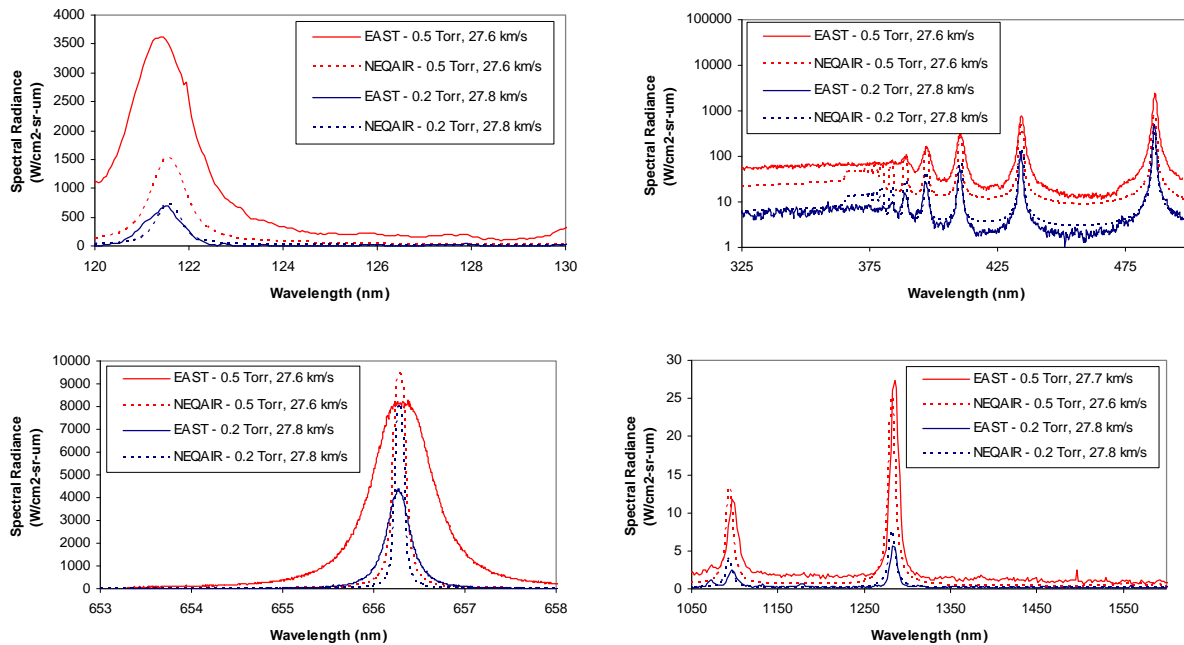 Spectral Radiance
(W/cm2-sr-um)
4000
3500
3000
2500
2000
1500
1000
500
0
EAST - 0.5 Torr, 27.6 km/s
NEQAIR - 0.5 Torr, 27.6 km/s
EAST - 0.2 Torr, 27.8 km/s
NEQAIR - 0.2 Torr, 27.8 km/s
120 122 124 126 128 130
Wavelength (nm)
Spectral Radiance
(W/cm2-sr-um)
100000
10000
1000
100
10
1
EAST - 0.5 Torr, 27.6 km/s
NEQAIR - 0.5 Torr, 27.6 km/s
EAST - 0.2 Torr, 27.8 km/s
NEQAIR - 0.2 Torr, 27.8 km/s
325 375 425 475
Wavelength (nm)
Spectral Radiance
(W/cm2-sr-um)
10000
9000
8000
7000
6000
5000
4000
3000
2000
1000
0
EAST - 0.5 Torr, 27.6 km/s
NEQAIR - 0.5 Torr, 27.6 km/s
EAST - 0.2 Torr, 27.8 km/s
NEQAIR - 0.2 Torr, 27.8 km/s
653 654 655 656 657 658
Wavelength (nm)
Spectral Radiance
(W/cm2-sr-um)
30
25
20
15
10
5
0
EAST - 0.5 Torr, 27.7 km/s
NEQAIR - 0.5 Torr, 27.6 km/s
EAST - 0.2 Torr, 27.8 km/s
NEQAIR - 0.2 Torr, 27.8 km/s
1050 1150 1250 1350 1450 1550
Wavelength (nm)